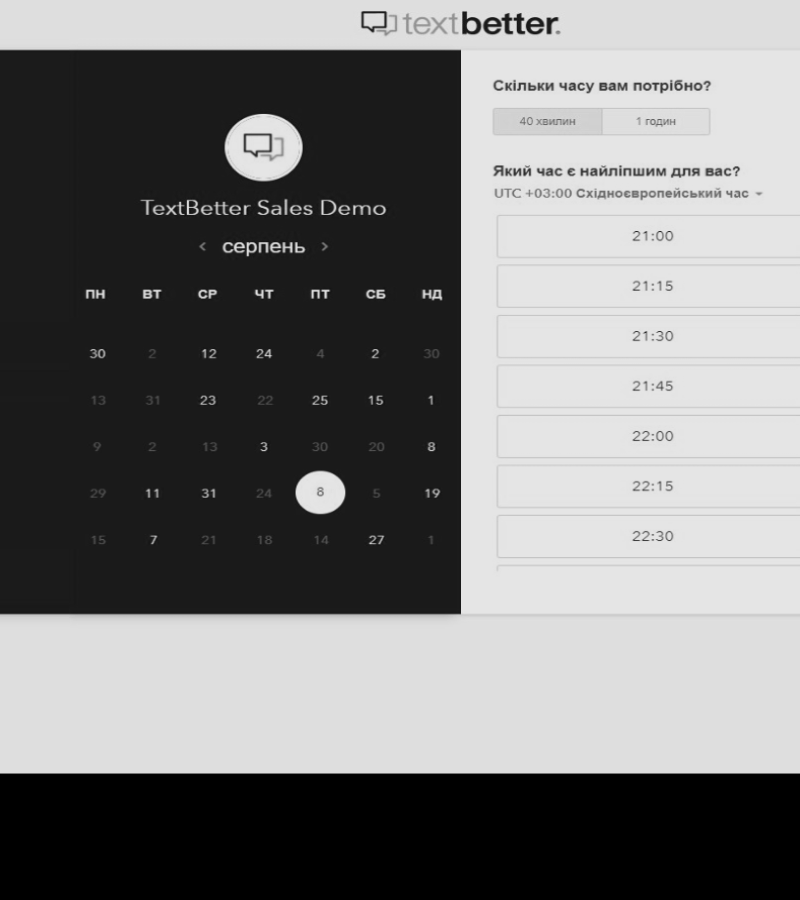 textbetter.
TextBetter Sales Demo
< серпень >
ПН ВТ СР ЧТ ПТ СБ НД
30 2 12 24 4 2 30
13 31 23 22 25 15 1
9 2 13 3 30 20 8
29 11 31 24 8 5 19
15 7 21 18 14 27 1
Скільки часу вам потрібно?
40 хвилин 1 годин
Який час є найліпшим для вас?
UTC +03:00 Східноєвропейський час
21:00
21:15
21:30
21:45
22:00
22:15
22:30